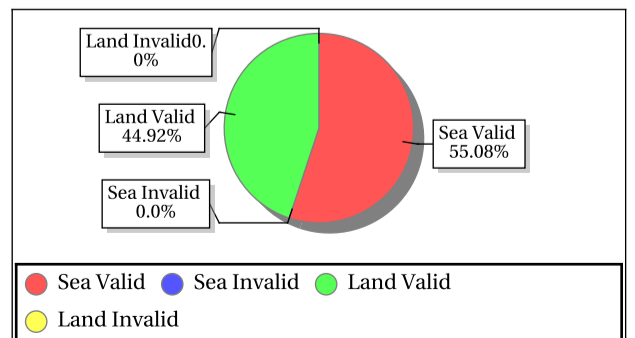 Land Invalid0.
0%
Land Valid
44.92%
Sea Valid
55.08%
Sea Invalid
0.0%
Sea Valid
Sea Invalid
Land Valid
Land Invalid